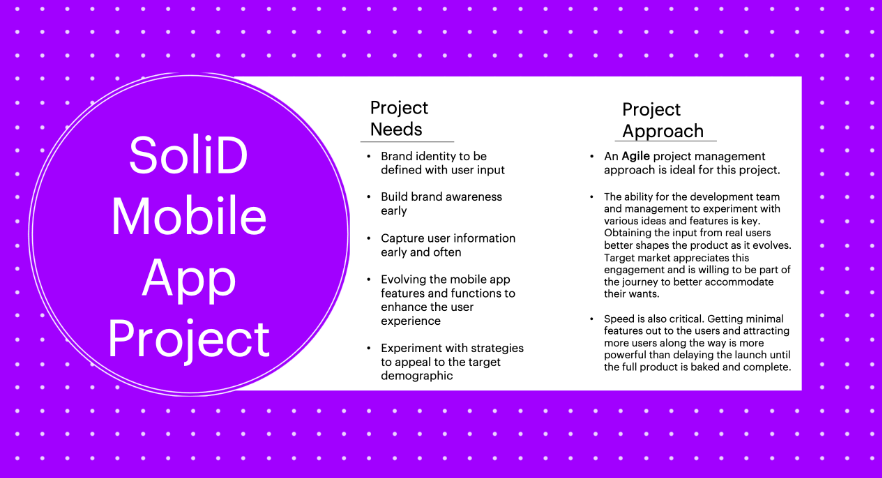 SoliD
Mobile
App
Project
Project
Needs
• Brand identity to be
defined with user input
• Build brand awareness
early
• Capture user information
early and often
• Evolving the mobile app
features and functions to
enhance the user
experience
• Experiment with strategies
to appeal to the target
demographic
Project
Approach
• An Agile project management
approach is ideal for this project.
• The ability for the development team
and management to experiment with
various ideas and features is key.
Obtaining the input from real users
better shapes the product as it evolves.
Target market appreciates this
engagement and is willing to be part of
the journey to better accommodate
their wants.
• Speed is also critical. Getting minimal
features out to the users and attracting
more users along the way is more
powerful than delaying the launch until
the full product is baked and complete.